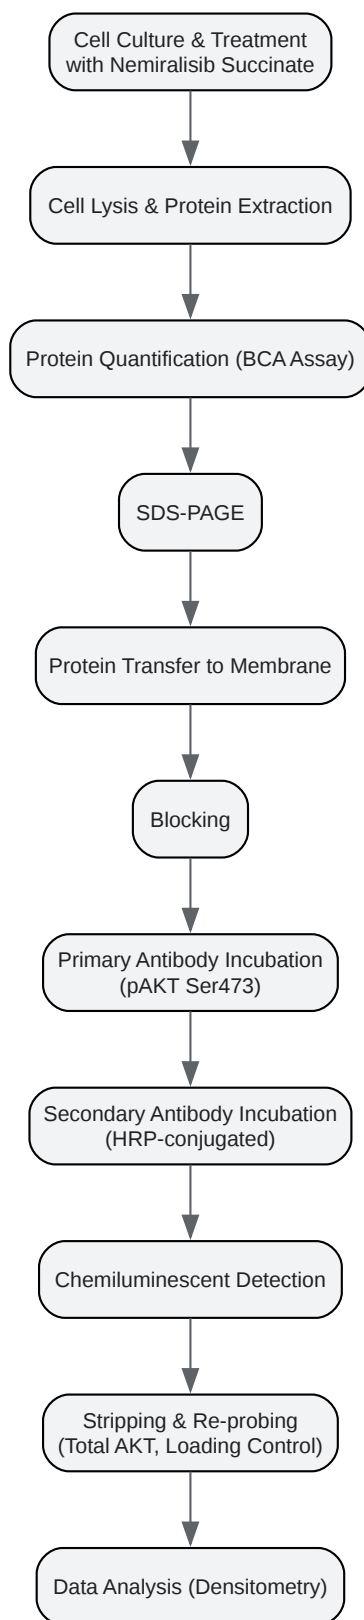 Cell Culture & Treatment
with Nemiralisib Succinate
Cell Lysis & Protein Extraction
Protein Quantification (BCA Assay)
SDS-PAGE
Protein Transfer to Membrane
Blocking
Primary Antibody Incubation
(pAKT Ser473)
Secondary Antibody Incubation
(HRP-conjugated)
Chemiluminescent Detection
Stripping & Re-probing
(Total AKT, Loading Control)
Data Analysis (Densitometry)